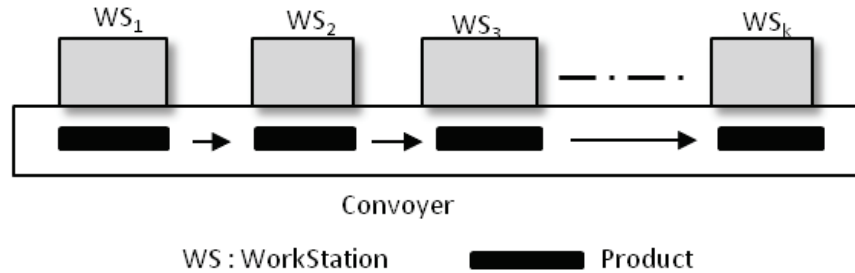 WS₁ WS₂ WS₃ WSₖ
Convoyer
WS : WorkStation Product